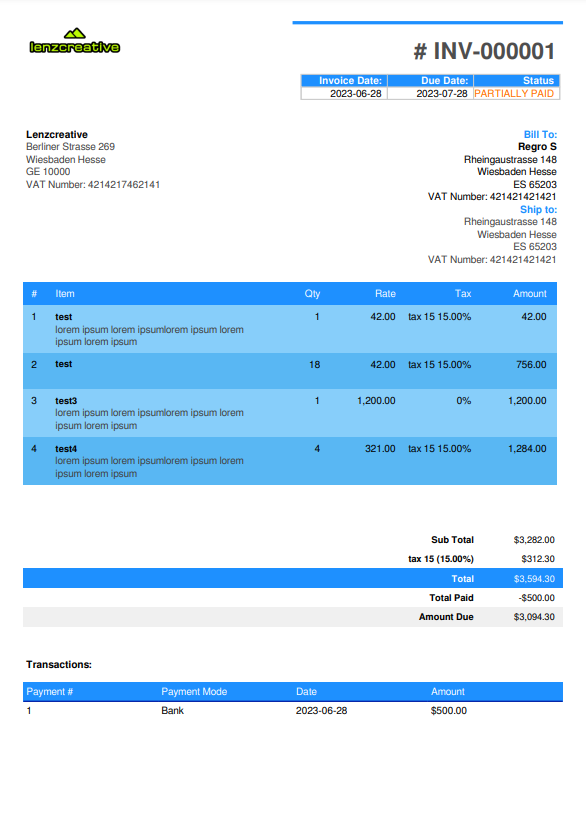 lenzcreative
# INV-000001
Invoice Date: Due Date: Status
2023-06-28 2023-07-28 PARTIALLY PAID
Lenzcreative
Berliner Strasse 269
Wiesbaden Hesse
GE 10000
VAT Number: 4214217462141
Bill To:
Regro S
Rheingaustrasse 148
Wiesbaden Hesse
ES 65203
VAT Number: 421421421421
Ship to:
Rheingaustrasse 148
Wiesbaden Hesse
ES 65203
VAT Number: 421421421421
# Item Qty Rate Tax Amount
1 test 1 42.00 tax 15 15.00% 42.00
lorem ipsum lorem ipsumlorem ipsum lorem
ipsum lorem ipsum
2 test 18 42.00 tax 15 15.00% 756.00
3 test3 1 1,200.00 0% 1,200.00
lorem ipsum lorem ipsumlorem ipsum lorem
ipsum lorem ipsum
4 test4 4 321.00 tax 15 15.00% 1,284.00
lorem ipsum lorem ipsumlorem ipsum lorem
ipsum lorem ipsum
Sub Total $3,282.00
tax 15 (15.00%) $312.30
Total $3,594.30
Total Paid -$500.00
Amount Due $3,094.30
Transactions:
Payment # Payment Mode Date Amount
1 Bank 2023-06-28 $500.00